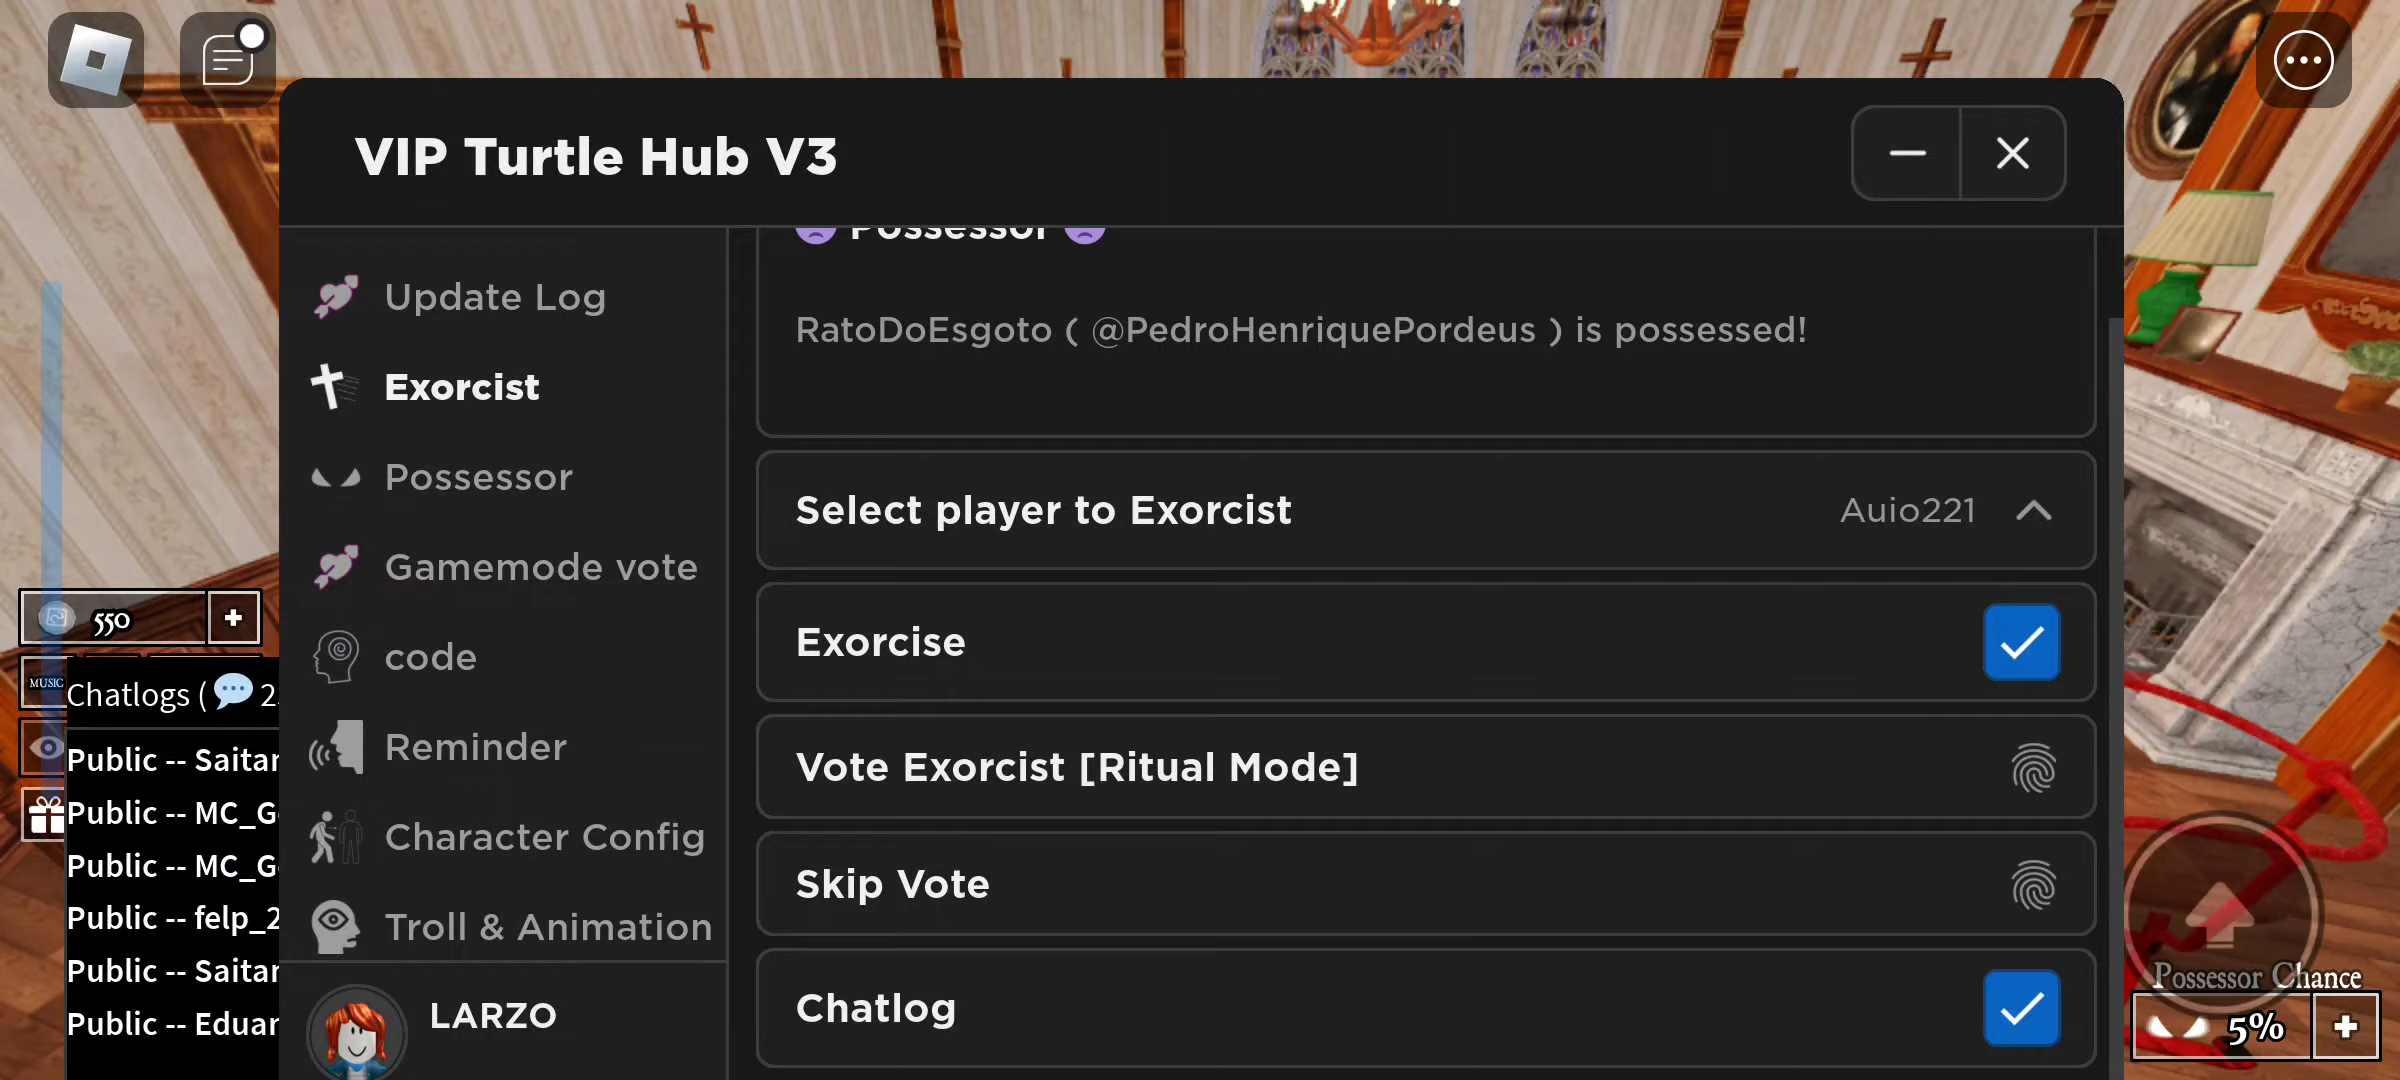 VIP Turtle Hub V3
Update Log
Exorcist
Possessor
Gamemode vote
code
Reminder
Character Config
Troll & Animation
LARZO
Possessor
RatoDoEsgoto ( @PedroHenriquePordeus ) is possessed!
Select player to Exorcist
Auio221
Exorcise
Vote Exorcist [Ritual Mode]
Skip Vote
Chatlog
550
+
MUSIC
Chatlogs ( 💬 2
Public -- Saitar
Public -- MC_G
Public -- MC_G
Public -- felp_2
Public -- Saitar
Public -- Eduar
Possessor Chance
5%
+